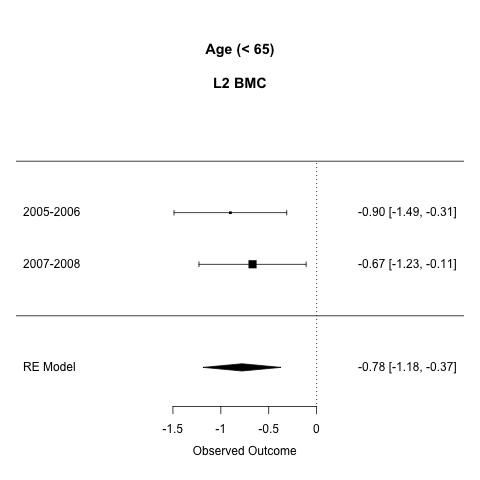 Age (< 65)
L2 BMC
2005-2006 -0.90 [-1.49, -0.31]
2007-2008 -0.67 [-1.23, -0.11]
RE Model -0.78 [-1.18, -0.37]
-1.5 -1 -0.5 0
Observed Outcome